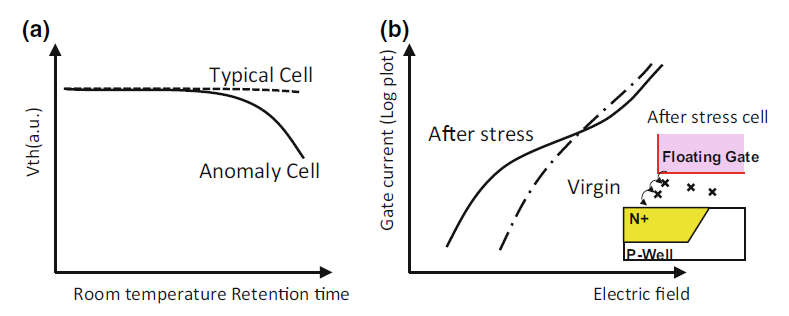 (a)
Typical Cell
Anomaly Cell
Vth(a.u.)
Room temperature Retention time
(b)
Gate current (Log plot)
After stress
Virgin
After stress cell
Floating Gate
N+
P-Well
Electric field